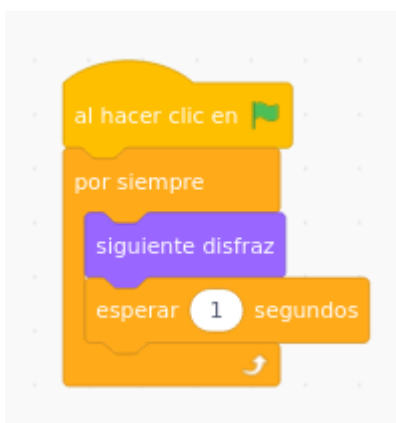 al hacer clic en
por siempre
siguiente disfraz
esperar 1 segundos